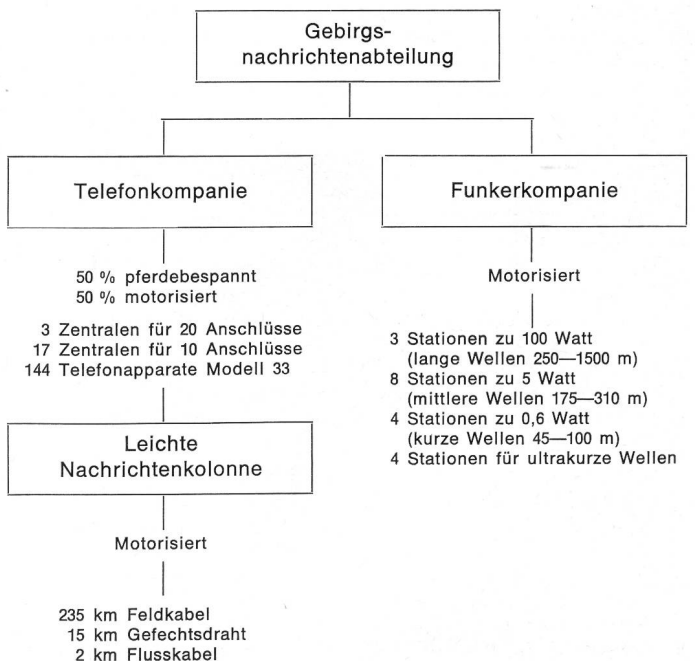 Gebirgs-
nachrichtenabteilung
Telefonkompanie
50 % pferdebespannt
50 % motorisiert
3 Zentralen für 20 Anschlüsse
17 Zentralen für 10 Anschlüsse
144 Telefonapparate Modell 33
Leichte
Nachrichtenkolonne
Motorisiert
235 km Feldkabel
15 km Gefechtsdraht
2 km Flusskabel
Funkerkompanie
Motorisiert
3 Stationen zu 100 Watt
(lange Wellen 250—1500 m)
8 Stationen zu 5 Watt
(mittlere Wellen 175—310 m)
4 Stationen zu 0,6 Watt
(kurze Wellen 45—100 m)
4 Stationen für ultrakurze Wellen